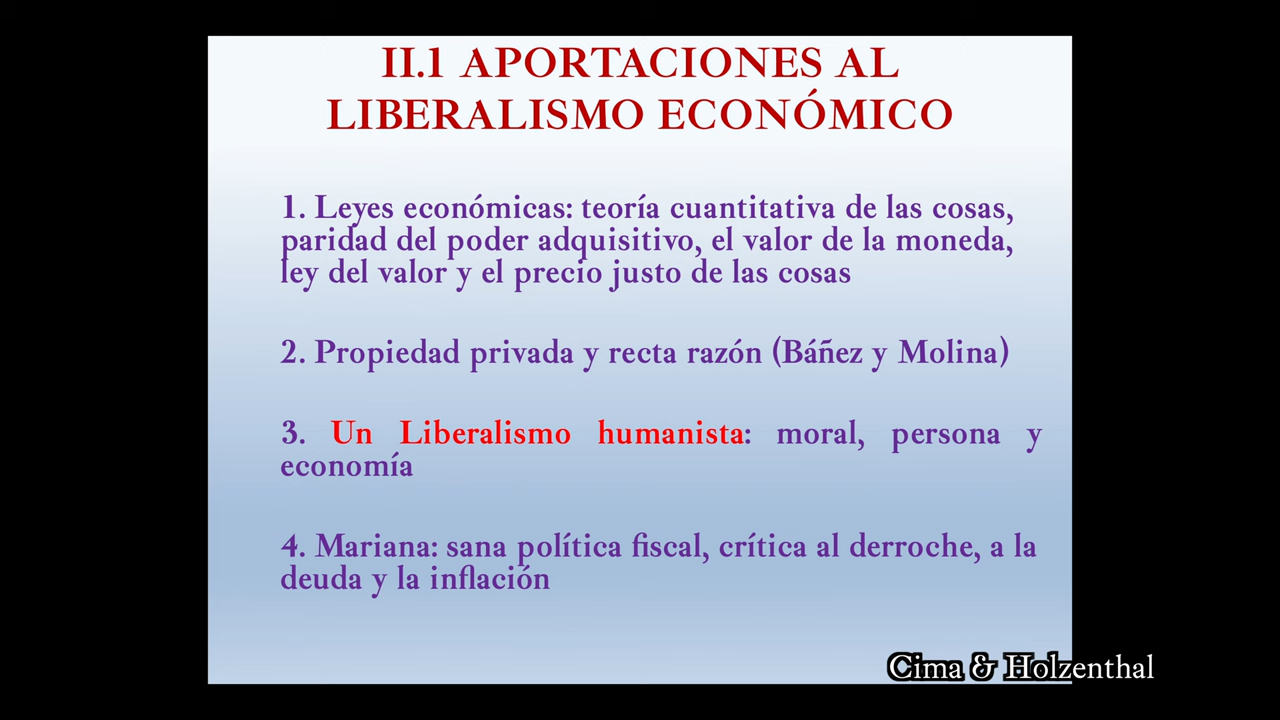 II.1 APORTACIONES AL
LIBERALISMO ECONÓMICO
1. Leyes económicas: teoría cuantitativa de las cosas,
paridad del poder adquisitivo, el valor de la moneda,
ley del valor y el precio justo de las cosas
2. Propiedad privada y recta razón (Báñez y Molina)
3. Un Liberalismo humanista: moral, persona y
economía
4. Mariana: sana política fiscal, crítica al derroche, a la
deuda y la inflación
Cima & Holzenthal